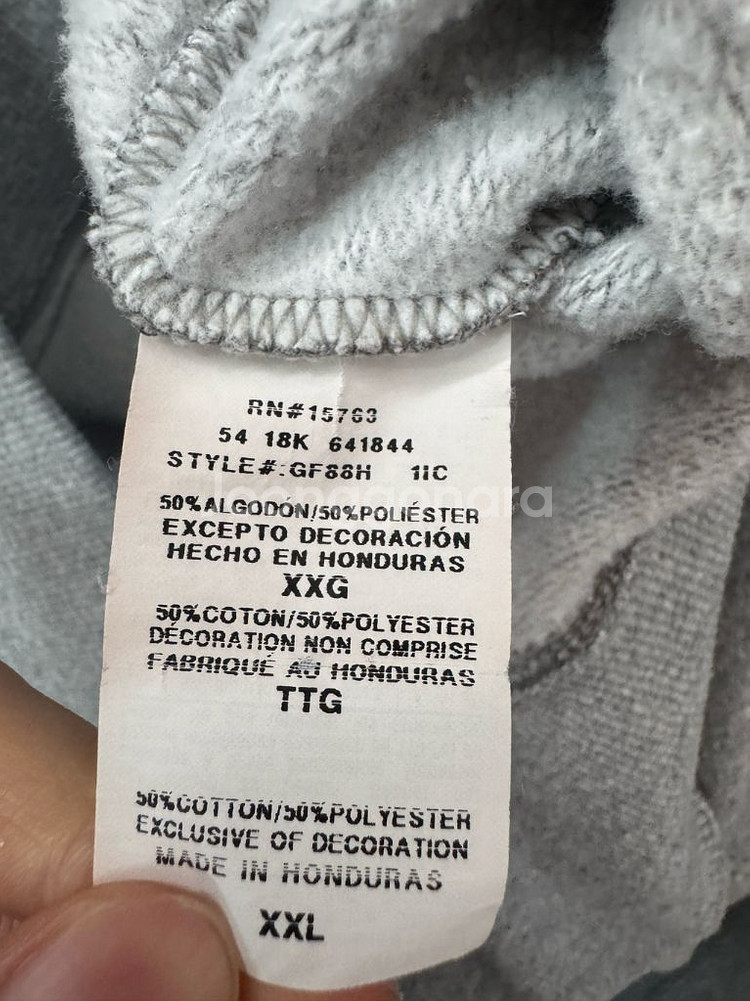 RN#15763
54 18K 641844
STYLE#:GF88H 1IC
50%ALGODÓN/50%POLIÉSTER
EXCEPTO DECORACIÓN
HECHO EN HONDURAS
XXG
50%COTON/50%POLYESTER
DÉCORATION NON COMPRISE
FABRIQUÉ AU HONDURAS
TTG
50%COTTON/50%POLYESTER
EXCLUSIVE OF DECORATION
MADE IN HONDURAS
XXL